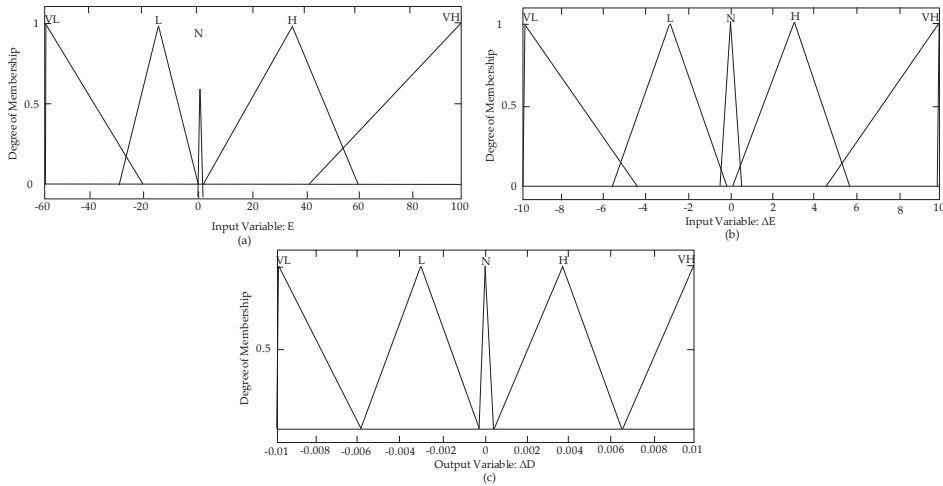 VL L N H VH
1
0.5
0
Degree of Membership
-60 -40 -20 0 20 40 60 80 100
Input Variable: E
(a)
VL L N H VH
1
0.5
0
Degree of Membership
-10 -8 -6 -4 -2 0 2 4 6 8 10
Input Variable: ΔE
(b)
VL L N H VH
0.5
Degree of Membership
-0.01 -0.008 -0.006 -0.004 -0.002 0 0.002 0.004 0.006 0.008 0.01
Output Variable: ΔD
(c)